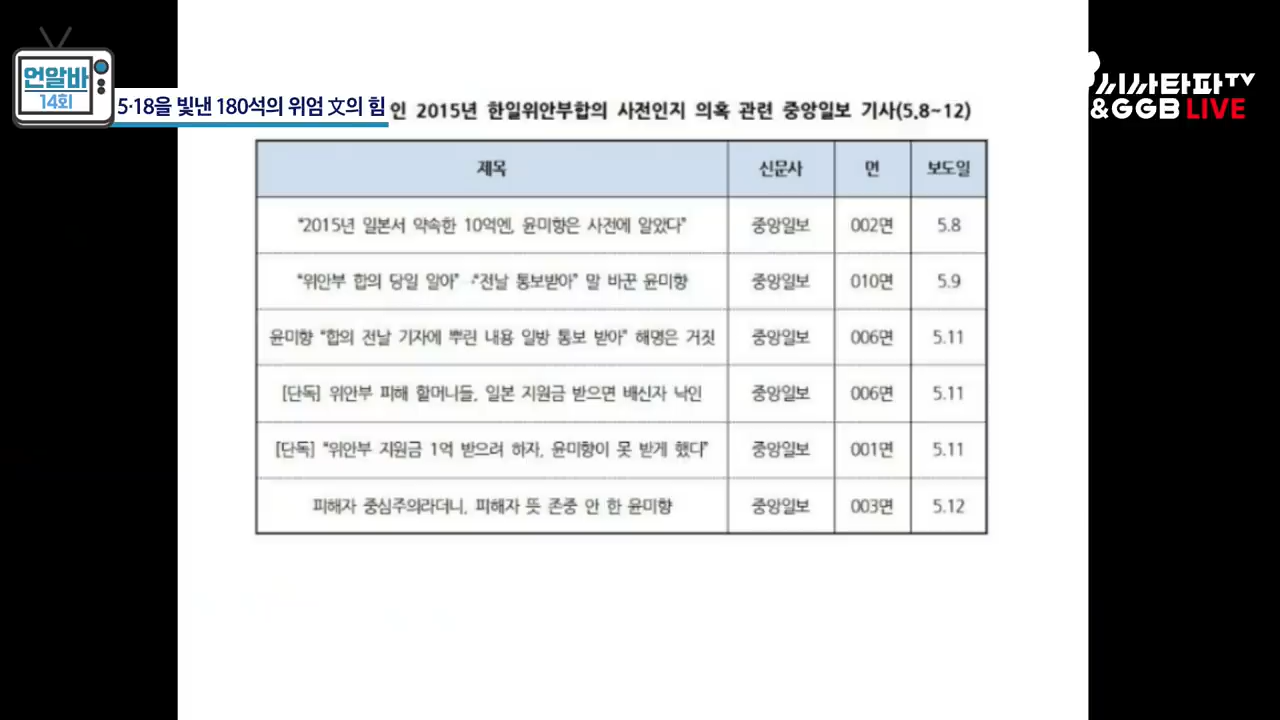 언알바
14회
5·18을 빛낸 180석의 위엄 文의 힘
인 2015년 한일위안부합의 사전인지 의혹 관련 중앙일보 기사(5.8~12)
시사타파TV
&GGB LIVE
제목 신문사 면 보도일
“2015년 일본서 약속한 10억엔, 윤미향은 사전에 알았다” 중앙일보 002면 5.8
“위안부 합의 당일 알아” →“전날 통보받아” 말 바꾼 윤미향 중앙일보 010면 5.9
윤미향 “합의 전날 기자에 뿌린 내용 일방 통보 받아” 해명은 거짓 중앙일보 006면 5.11
[단독] 위안부 피해 할머니들, 일본 지원금 받으면 배신자 낙인 중앙일보 006면 5.11
[단독] “위안부 지원금 1억 받으려 하자, 윤미향이 못 받게 했다” 중앙일보 001면 5.11
피해자 중심주의라더니, 피해자 뜻 존중 안 한 윤미향 중앙일보 003면 5.12